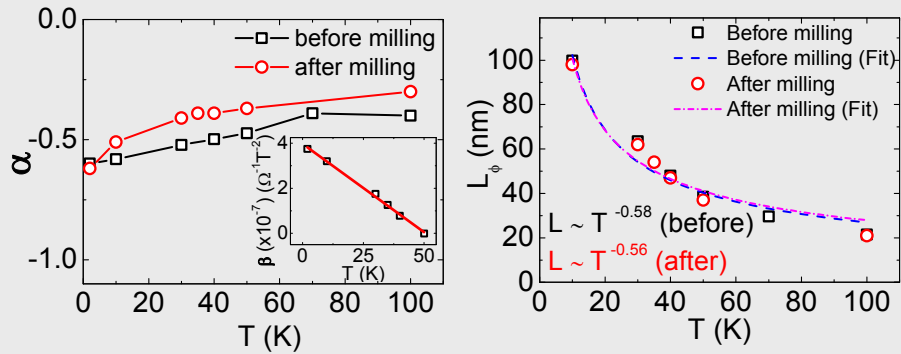 0.0
-0.5
-1.0
α
before milling
after milling
0 20 40 60 80 100
T (K)
4
2
0
β (x10⁻⁷) (Ω⁻¹T⁻²)
0 25 50
T (K)
100
80
60
40
20
0
L_ϕ (nm)
Before milling
Before milling (Fit)
After milling
After milling (Fit)
L ~ T⁻⁰·⁵⁸ (before)
L ~ T⁻⁰·⁵⁶ (after)
0 20 40 60 80 100
T (K)